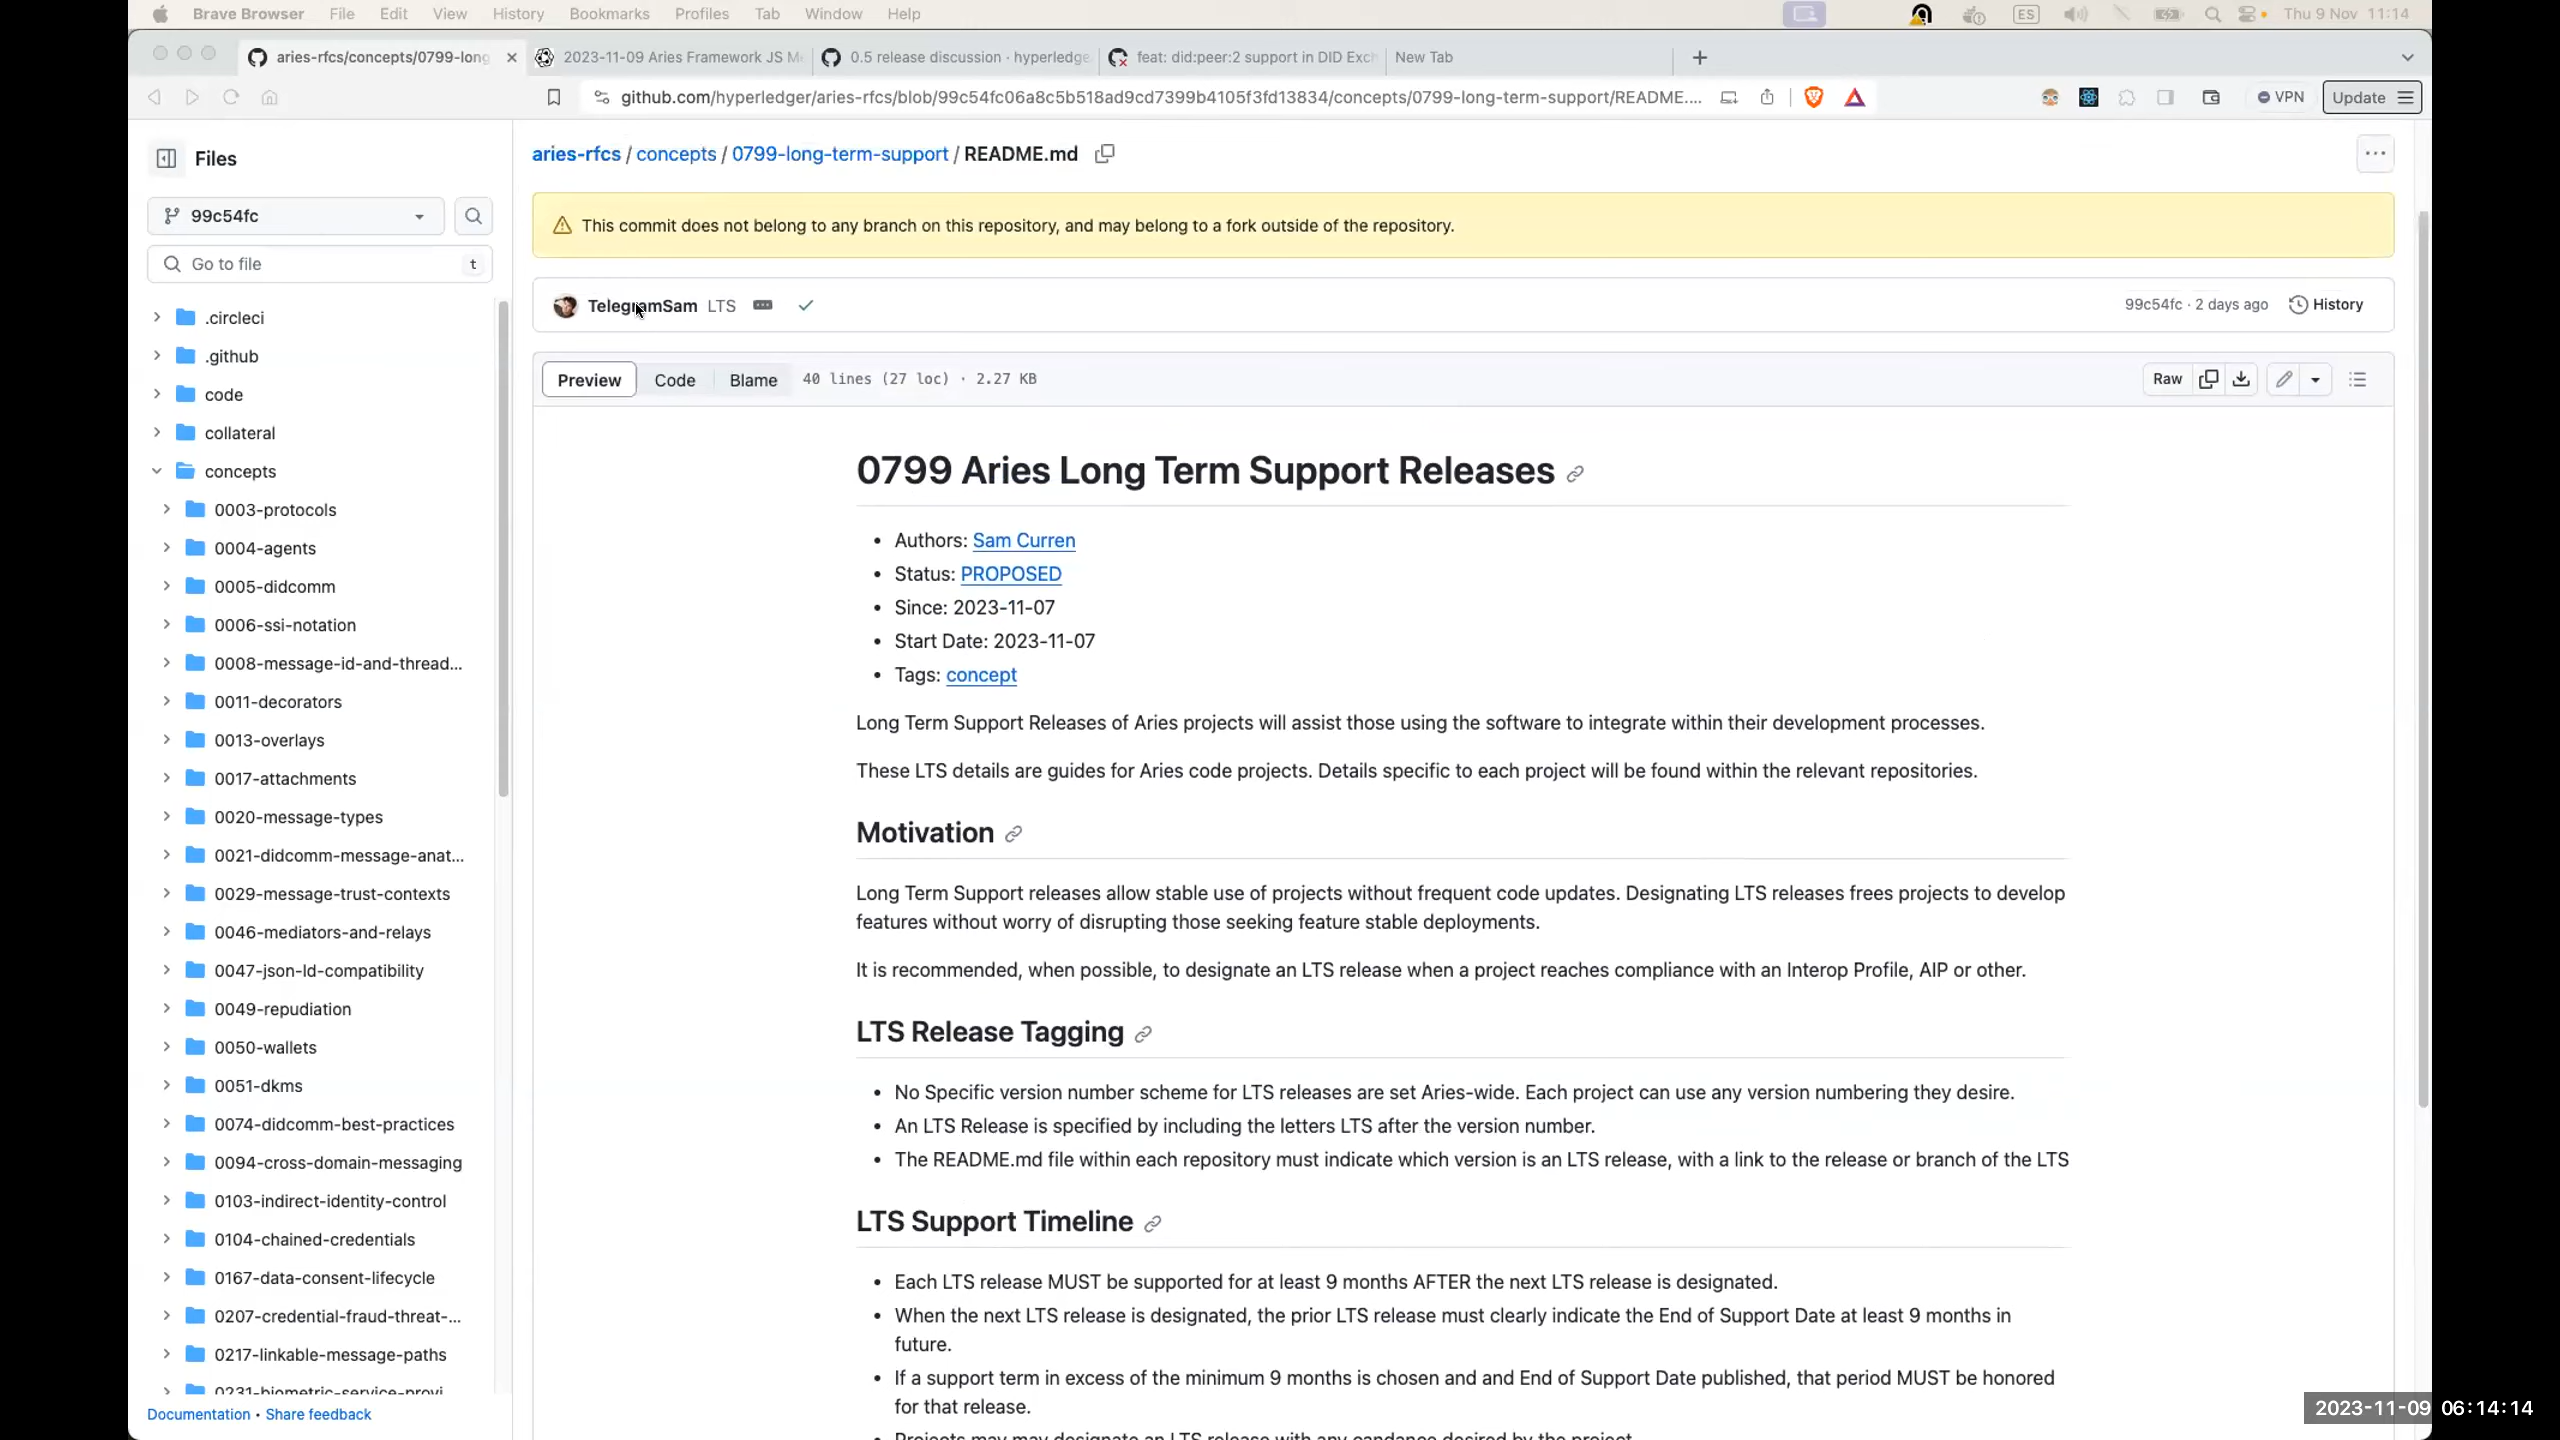 Brave Browser File Edit View History Bookmarks Profiles Tab Window Help ES Thu 9 Nov 11:14
aries-rfcs/concepts/0799-long 2023-11-09 Aries Framework JS M 0.5 release discussion · hyperledge feat: did:peer:2 support in DID Exch New Tab
github.com/hyperledger/aries-rfcs/blob/99c54fc06a8c5b518ad9cd7399b4105f3fd13834/concepts/0799-long-term-support/README.... VPN Update
Files
99c54fc
Go to file t
.circleci
.github
code
collateral
concepts
0003-protocols
0004-agents
0005-didcomm
0006-ssi-notation
0008-message-id-and-thread...
0011-decorators
0013-overlays
0017-attachments
0020-message-types
0021-didcomm-message-anat...
0029-message-trust-contexts
0046-mediators-and-relays
0047-json-ld-compatibility
0049-repudiation
0050-wallets
0051-dkms
0074-didcomm-best-practices
0094-cross-domain-messaging
0103-indirect-identity-control
0104-chained-credentials
0167-data-consent-lifecycle
0207-credential-fraud-threat-...
0217-linkable-message-paths
0231-biometric-service-provi
Documentation • Share feedback
aries-rfcs / concepts / 0799-long-term-support / README.md
This commit does not belong to any branch on this repository, and may belong to a fork outside of the repository.
TelegramSam LTS 99c54fc · 2 days ago History
Preview Code Blame 40 lines (27 loc) · 2.27 KB Raw
0799 Aries Long Term Support Releases
• Authors: Sam Curren
• Status: PROPOSED
• Since: 2023-11-07
• Start Date: 2023-11-07
• Tags: concept
Long Term Support Releases of Aries projects will assist those using the software to integrate within their development processes.
These LTS details are guides for Aries code projects. Details specific to each project will be found within the relevant repositories.
Motivation
Long Term Support releases allow stable use of projects without frequent code updates. Designating LTS releases frees projects to develop
features without worry of disrupting those seeking feature stable deployments.
It is recommended, when possible, to designate an LTS release when a project reaches compliance with an Interop Profile, AIP or other.
LTS Release Tagging
• No Specific version number scheme for LTS releases are set Aries-wide. Each project can use any version numbering they desire.
• An LTS Release is specified by including the letters LTS after the version number.
• The README.md file within each repository must indicate which version is an LTS release, with a link to the release or branch of the LTS
LTS Support Timeline
• Each LTS release MUST be supported for at least 9 months AFTER the next LTS release is designated.
• When the next LTS release is designated, the prior LTS release must clearly indicate the End of Support Date at least 9 months in
future.
• If a support term in excess of the minimum 9 months is chosen and and End of Support Date published, that period MUST be honored
for that release.
• Projects may may designate an LTS release with any candance desired by the project.
2023-11-09 06:14:14